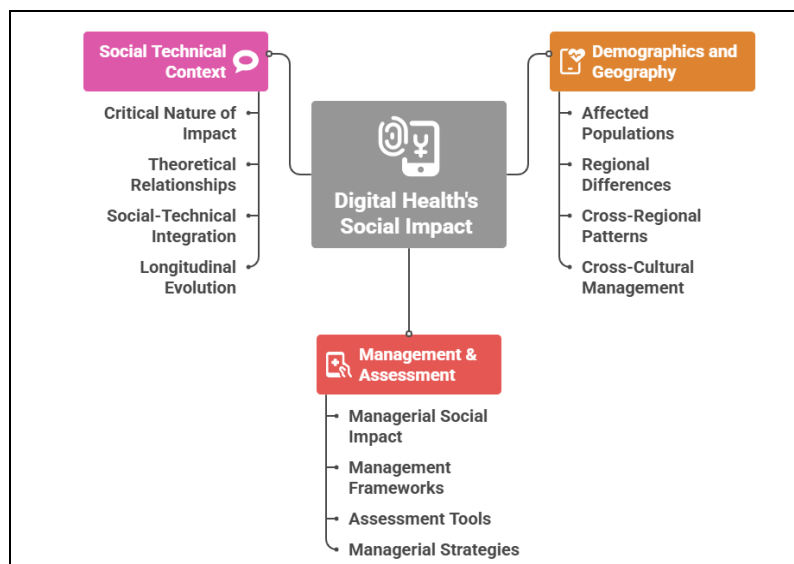 Social Technical
Context
Critical Nature of
Impact
Theoretical
Relationships
Social-Technical
Integration
Longitudinal
Evolution
Digital Health's
Social Impact
Demographics and
Geography
Affected
Populations
Regional
Differences
Cross-Regional
Patterns
Cross-Cultural
Management
Management &
Assessment
Managerial Social
Impact
Management
Frameworks
Assessment Tools
Managerial Strategies